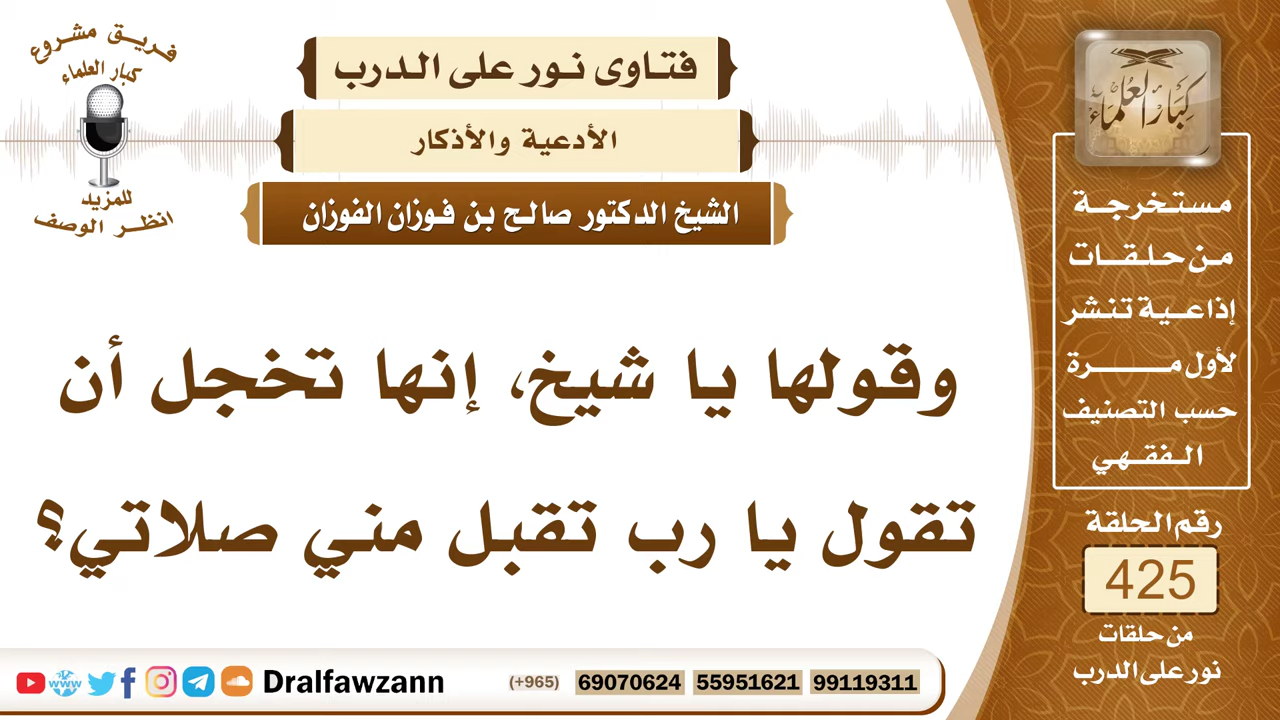 فريق مشروع
كبار العلماء
للمزيد
انظر الوصف
فتاوى نور على الدرب
الأدعية والأذكار
الشيخ الدكتور صالح بن فوزان الفوزان
وقولها يا شيخ، إنها تخجل أن
تقول يا رب تقبل مني صلاتي؟
كبار العلماء
مستخرجة
من حلقات
إذاعية تنشر
لأول مرة
حسب التصنيف
الفقهي
رقم الحلقة
425
من حلقات
نور على الدرب
www
Dralfawzann (+965) 69070624 55951621 99119311